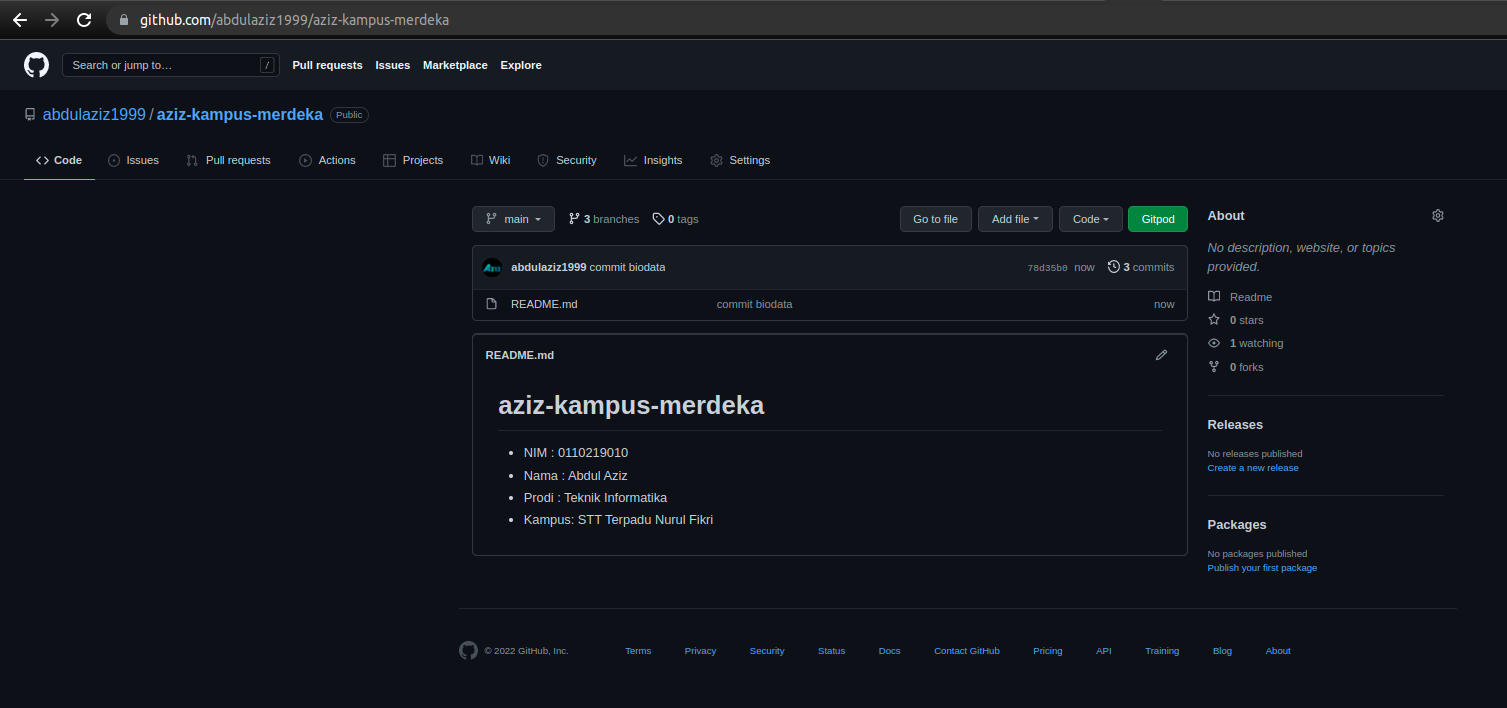 github.com/abdulaziz1999/aziz-kampus-merdeka
Search or jump to… / Pull requests Issues Marketplace Explore
abdulaziz1999 / aziz-kampus-merdeka Public
Code Issues Pull requests Actions Projects Wiki Security Insights Settings
main 3 branches 0 tags Go to file Add file Code Gitpod
abdulaziz1999 commit biodata 78d35b0 now 3 commits
README.md commit biodata now
README.md
aziz-kampus-merdeka
NIM : 0110219010
Nama : Abdul Aziz
Prodi : Teknik Informatika
Kampus: STT Terpadu Nurul Fikri
About
No description, website, or topics
provided.
Readme
0 stars
1 watching
0 forks
Releases
No releases published
Create a new release
Packages
No packages published
Publish your first package
© 2022 GitHub, Inc. Terms Privacy Security Status Docs Contact GitHub Pricing API Training Blog About